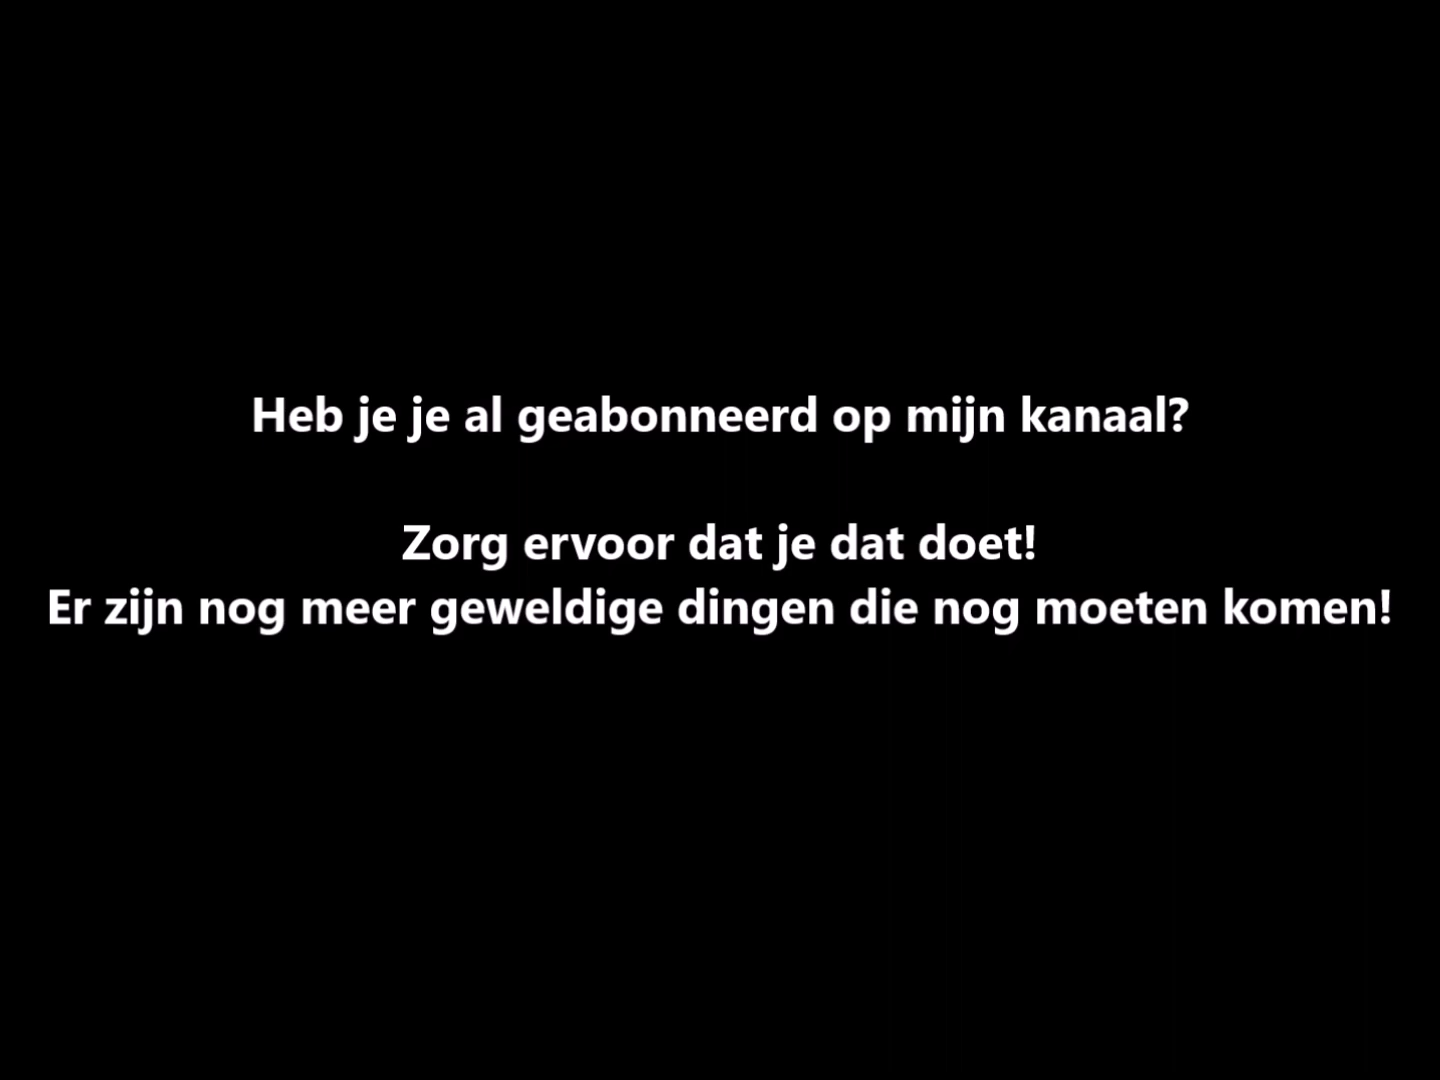 Heb je je al geabonneerd op mijn kanaal?
Zorg ervoor dat je dat doet!
Er zijn nog meer geweldige dingen die nog moeten komen!